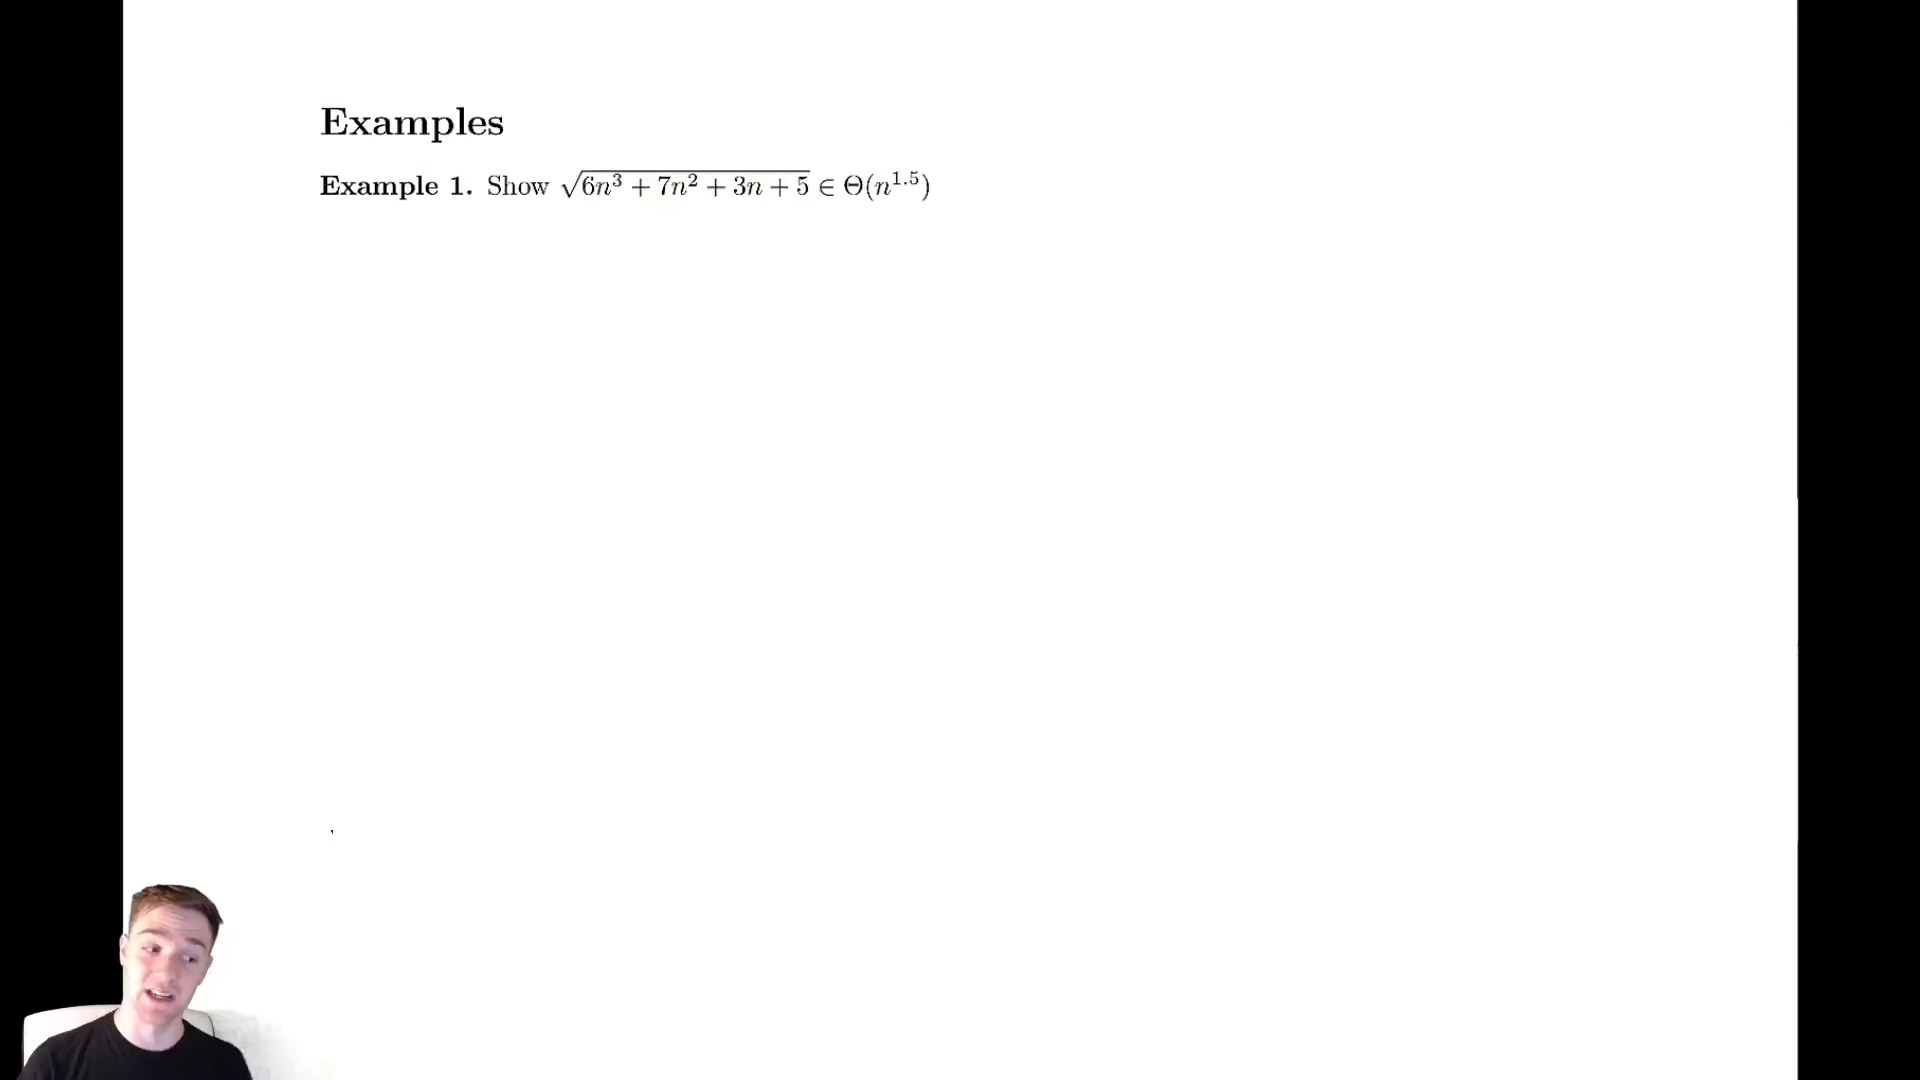 Examples
Example 1. Show √(6n³ + 7n² + 3n + 5) ∈ Θ(n^{1.5})